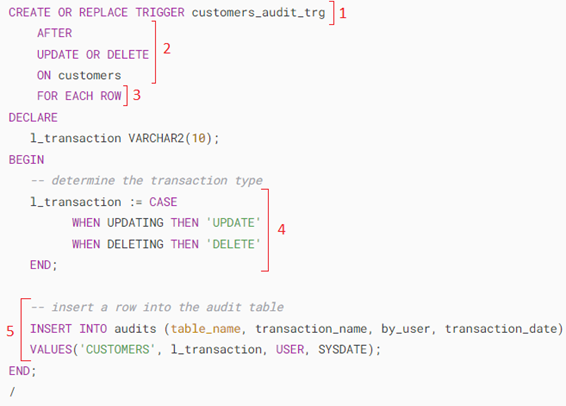 CREATE OR REPLACE TRIGGER customers_audit_trg 1
AFTER
UPDATE OR DELETE 2
ON customers
FOR EACH ROW 3
DECLARE
l_transaction VARCHAR2(10);
BEGIN
-- determine the transaction type
l_transaction := CASE
WHEN UPDATING THEN 'UPDATE' 4
WHEN DELETING THEN 'DELETE'
END;
-- insert a row into the audit table
5 INSERT INTO audits (table_name, transaction_name, by_user, transaction_date)
VALUES('CUSTOMERS', l_transaction, USER, SYSDATE);
END;
/